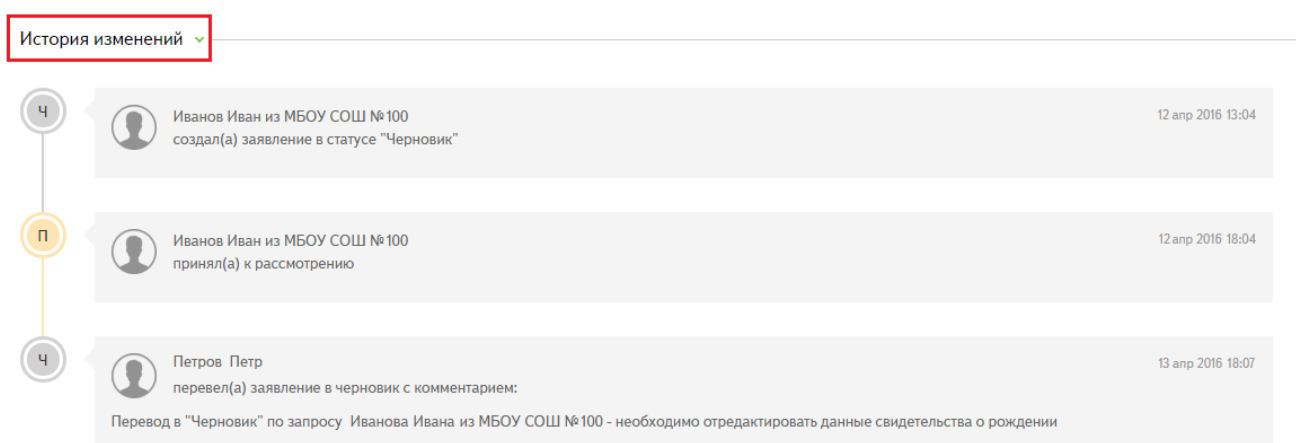 История изменений
Ч
Иванов Иван из МБОУ СОШ №100
12 апр 2016 13:04
создал(а) заявление в статусе "Черновик"
П
Иванов Иван из МБОУ СОШ №100
12 апр 2016 18:04
принял(а) к рассмотрению
Ч
Петров Петр
13 апр 2016 18:07
перевел(а) заявление в черновик с комментарием:
Перевод в "Черновик" по запросу Иванова Ивана из МБОУ СОШ №100 - необходимо отредактировать данные свидетельства о рождении